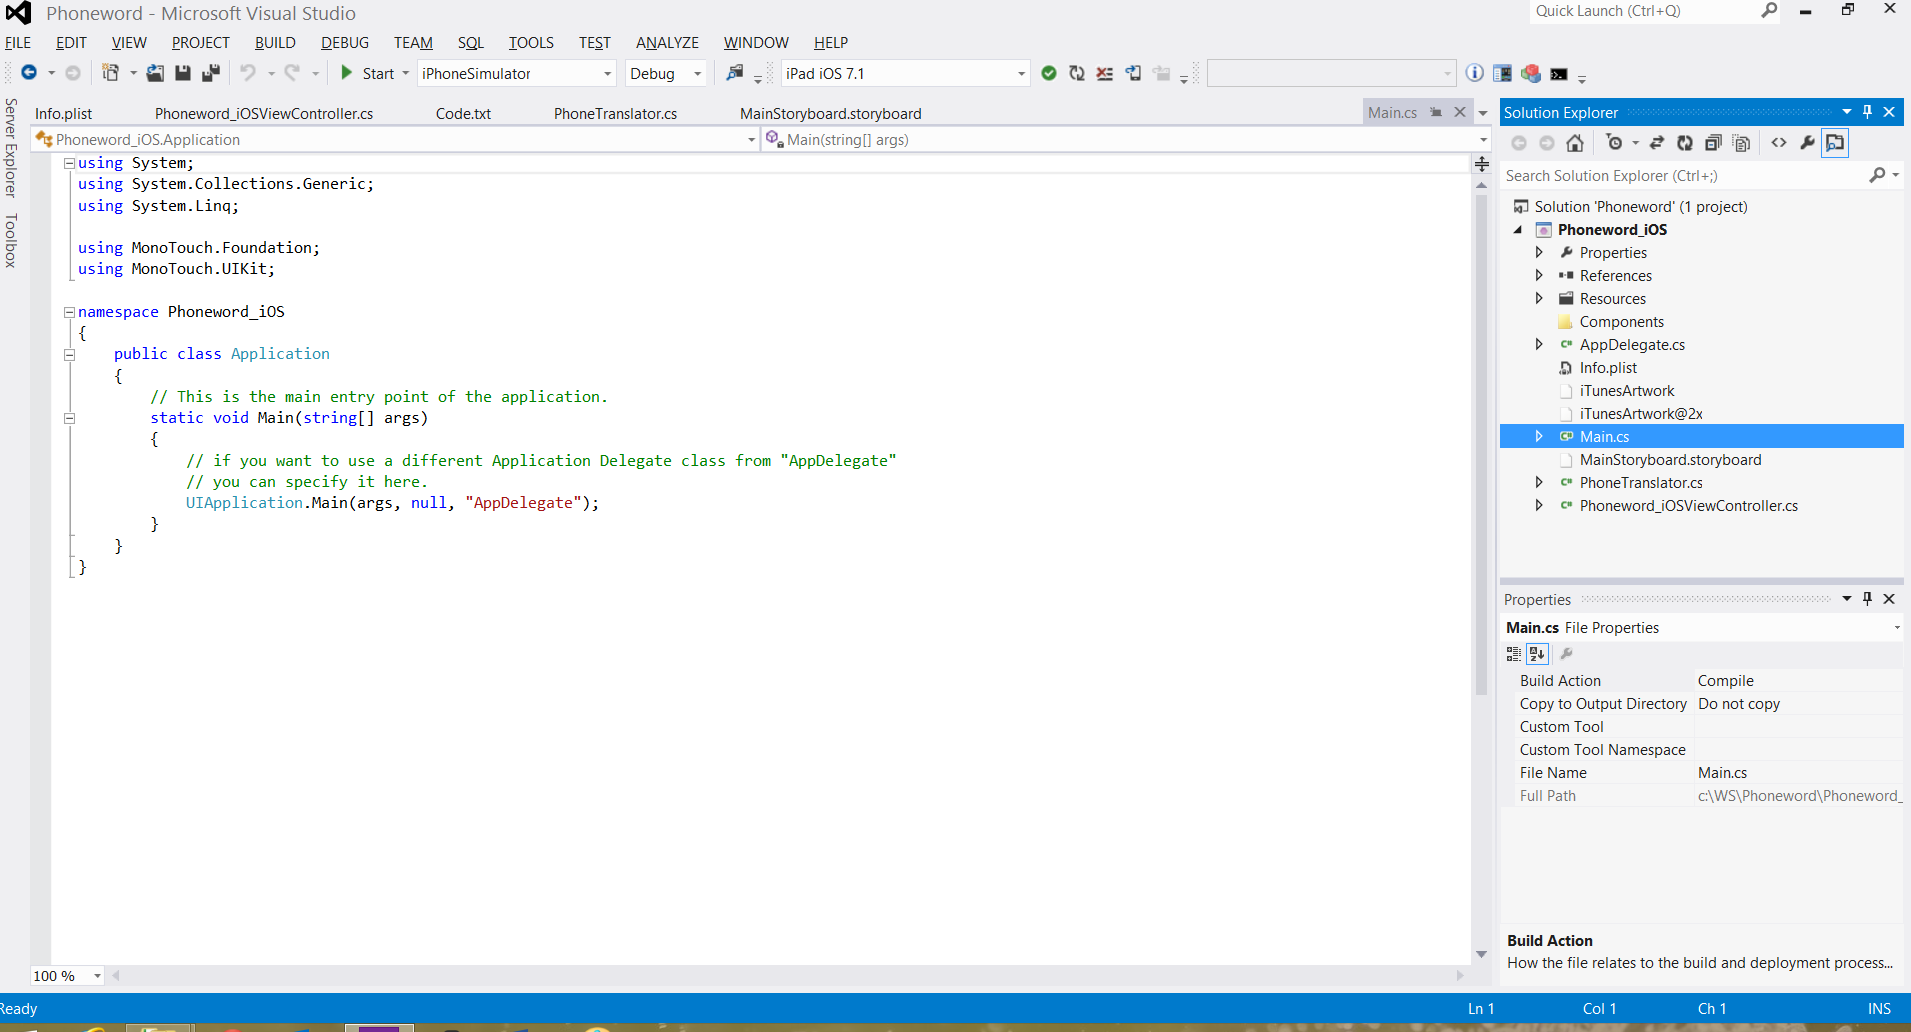 Phoneword - Microsoft Visual Studio
Quick Launch (Ctrl+Q)
FILE EDIT VIEW PROJECT BUILD DEBUG TEAM SQL TOOLS TEST ANALYZE WINDOW HELP
Start iPhoneSimulator Debug iPad iOS 7.1
Server Explorer
Toolbox
Info.plist Phoneword_iOSViewController.cs Code.txt PhoneTranslator.cs MainStoryboard.storyboard Main.cs
Phoneword_iOS.Application Main(string[] args)
using System;
using System.Collections.Generic;
using System.Linq;
using MonoTouch.Foundation;
using MonoTouch.UIKit;
namespace Phoneword_iOS
{
public class Application
{
// This is the main entry point of the application.
static void Main(string[] args)
{
// if you want to use a different Application Delegate class from "AppDelegate"
// you can specify it here.
UIApplication.Main(args, null, "AppDelegate");
}
}
}
100 %
Solution Explorer
Search Solution Explorer (Ctrl+;)
Solution 'Phoneword' (1 project)
Phoneword_iOS
Properties
References
Resources
Components
AppDelegate.cs
Info.plist
iTunesArtwork
iTunesArtwork@2x
Main.cs
MainStoryboard.storyboard
PhoneTranslator.cs
Phoneword_iOSViewController.cs
Properties
Main.cs File Properties
Build Action Compile
Copy to Output Directory Do not copy
Custom Tool
Custom Tool Namespace
File Name Main.cs
Full Path c:\WS\Phoneword\Phoneword_
Build Action
How the file relates to the build and deployment process...
Ready Ln 1 Col 1 Ch 1 INS